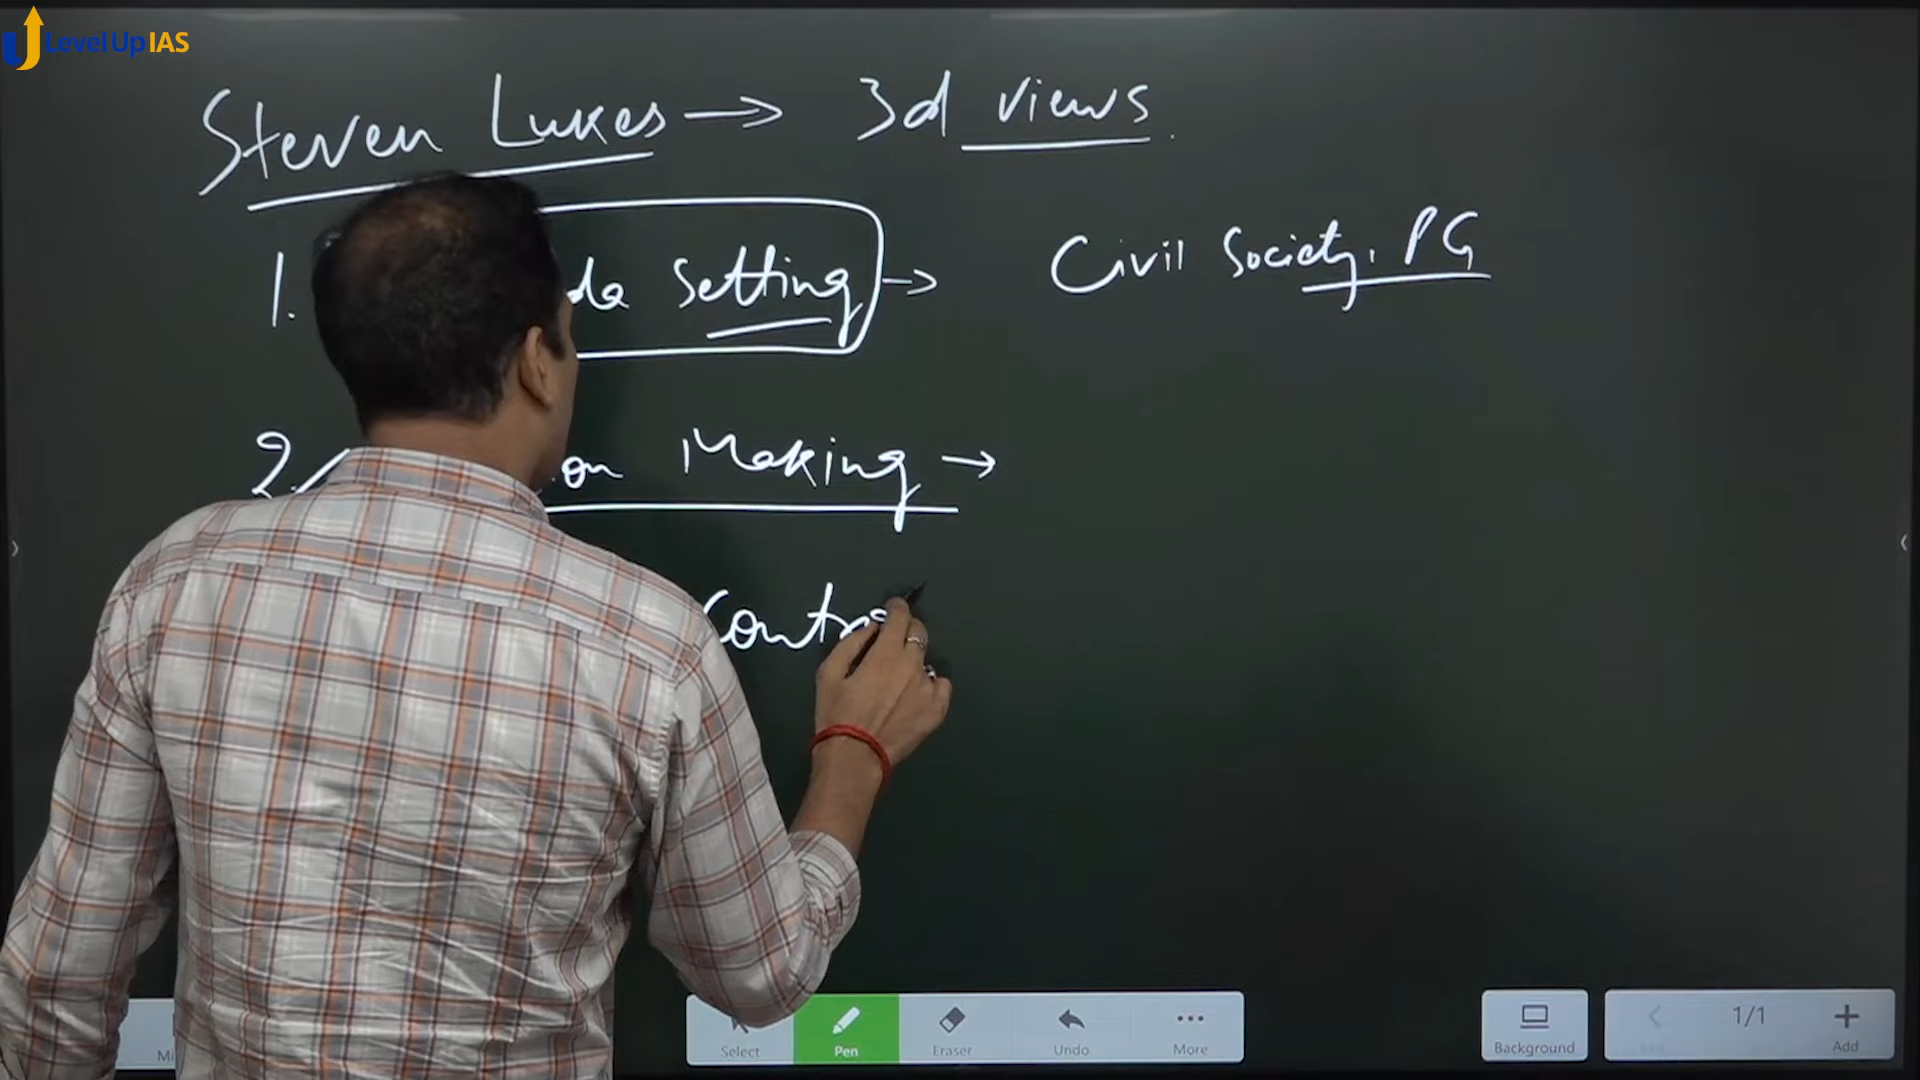 Level Up IAS
Steven Lukes → 3d views.
1. da Setting → Civil Society, PG
2. on Making →
Contro
Select Pen Eraser Undo More Background 1/1 Add